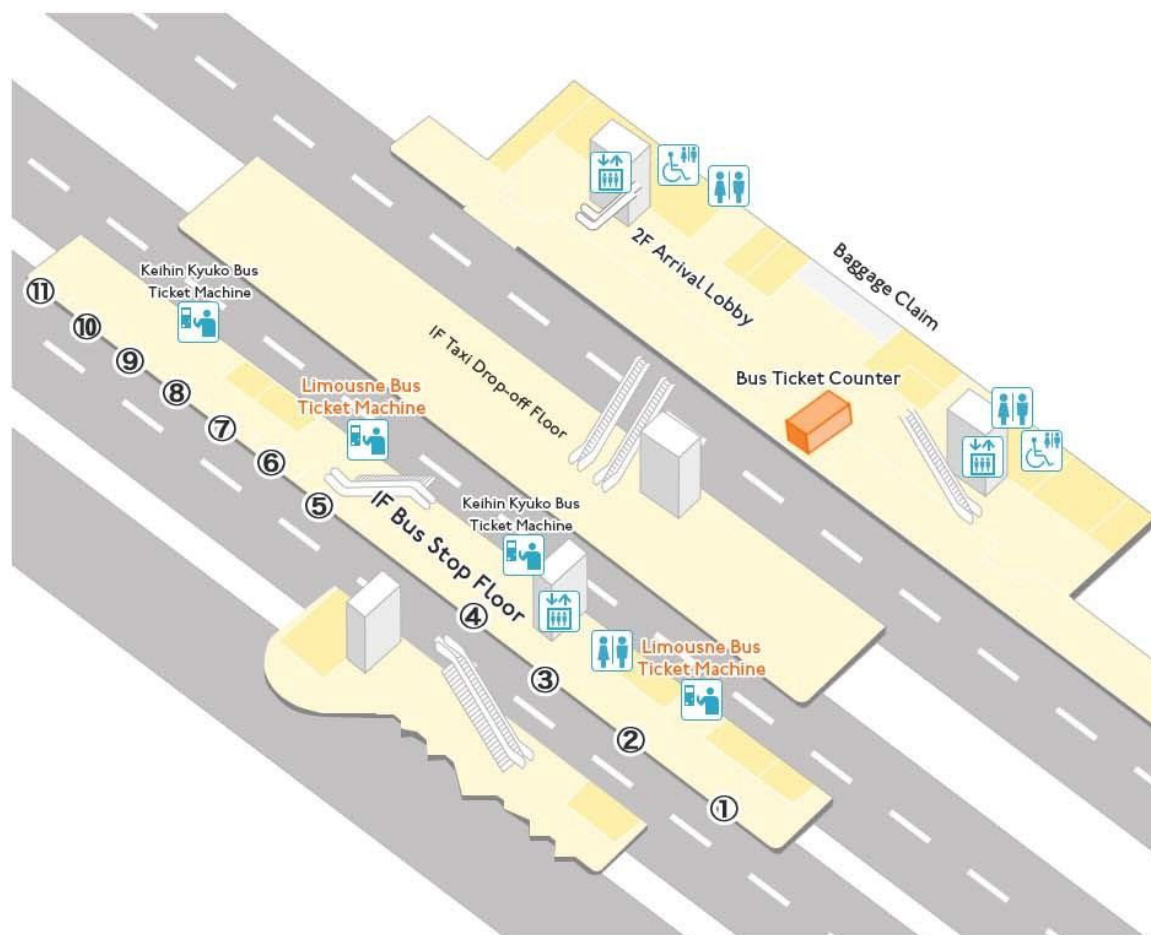 2F Arrival Lobby
Baggage Claim
Bus Ticket Counter
Keihin Kyuko Bus
Ticket Machine
IF Taxi Drop-off Floor
Limousne Bus
Ticket Machine
Keihin Kyuko Bus
Ticket Machine
IF Bus Stop Floor
Limousne Bus
Ticket Machine
⑪
⑩
⑨
⑧
⑦
⑥
⑤
④
③
②
①